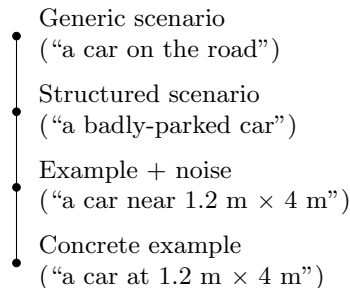 Generic scenario
(“a car on the road”)
Structured scenario
(“a badly-parked car”)
Example + noise
(“a car near 1.2 m × 4 m”)
Concrete example
(“a car at 1.2 m × 4 m”)